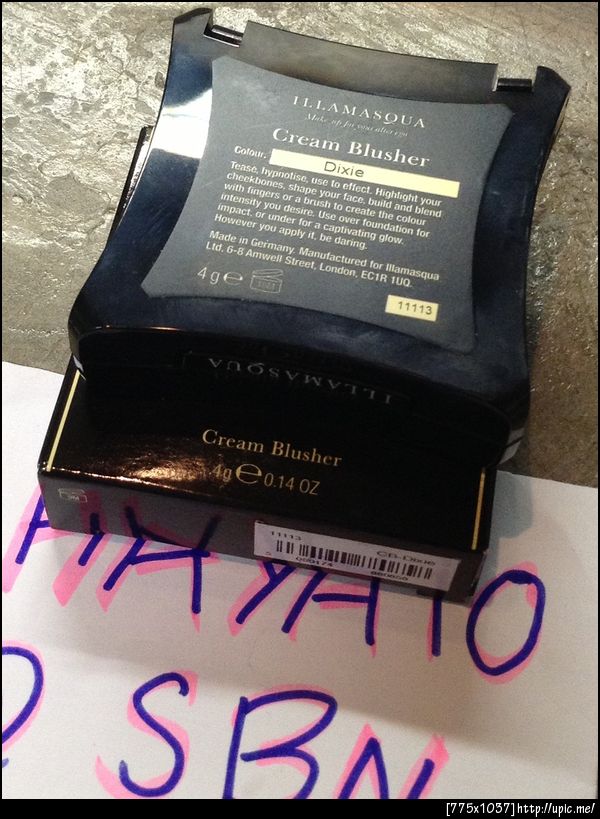 ILLAMASQUA
Make-up for your alter ego
Cream Blusher
Colour. Dixie
Tease, hypnotise, use to effect. Highlight your
cheekbones, shape your face, build and blend
with fingers or a brush to create the colour
intensity you desire. Use over foundation for
impact, or under for a captivating glow.
However you apply it, be daring.
Made in Germany. Manufactured for Illamasqua
Ltd. 6-8 Amwell Street, London, EC1R 1UQ.
4g e
11113
ILLAMASQUA
Cream Blusher
4g e 0.14 OZ
11113 CB-Dixie
HAYATO
SBN
[775x1037]http://upic.me/